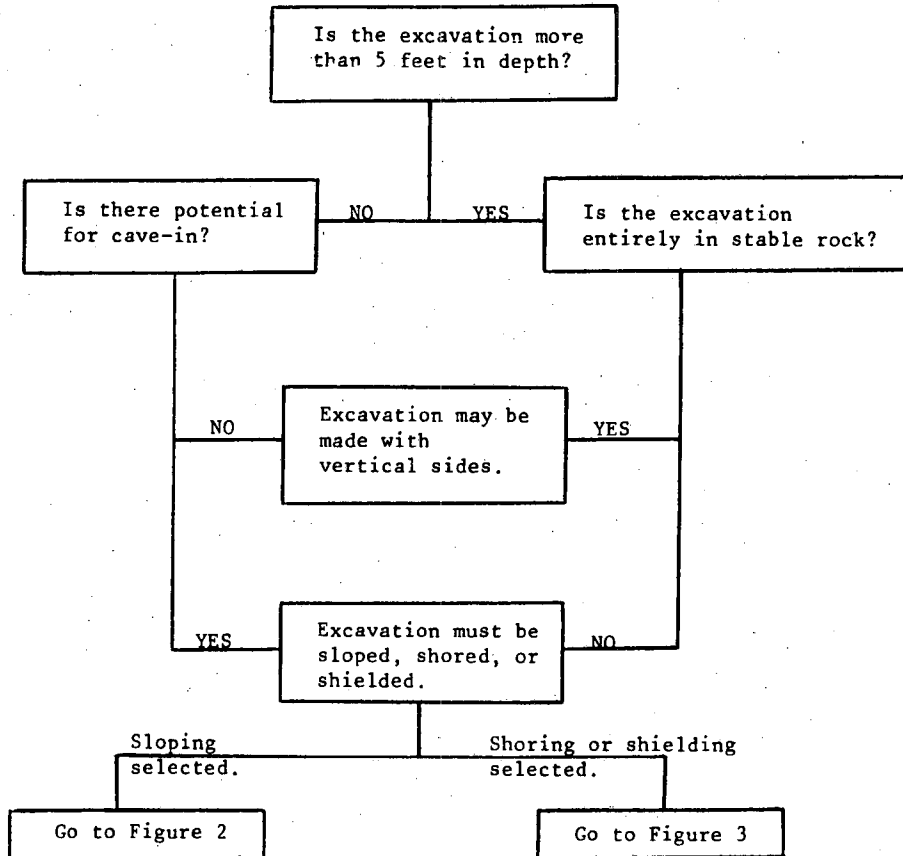 Is the excavation more
than 5 feet in depth?
Is there potential
for cave-in?
NO
YES
Is the excavation
entirely in stable rock?
NO
Excavation may be
made with
vertical sides.
YES
YES
Excavation must be
sloped, shored, or
shielded.
NO
Sloping
selected.
Shoring or shielding
selected.
Go to Figure 2
Go to Figure 3